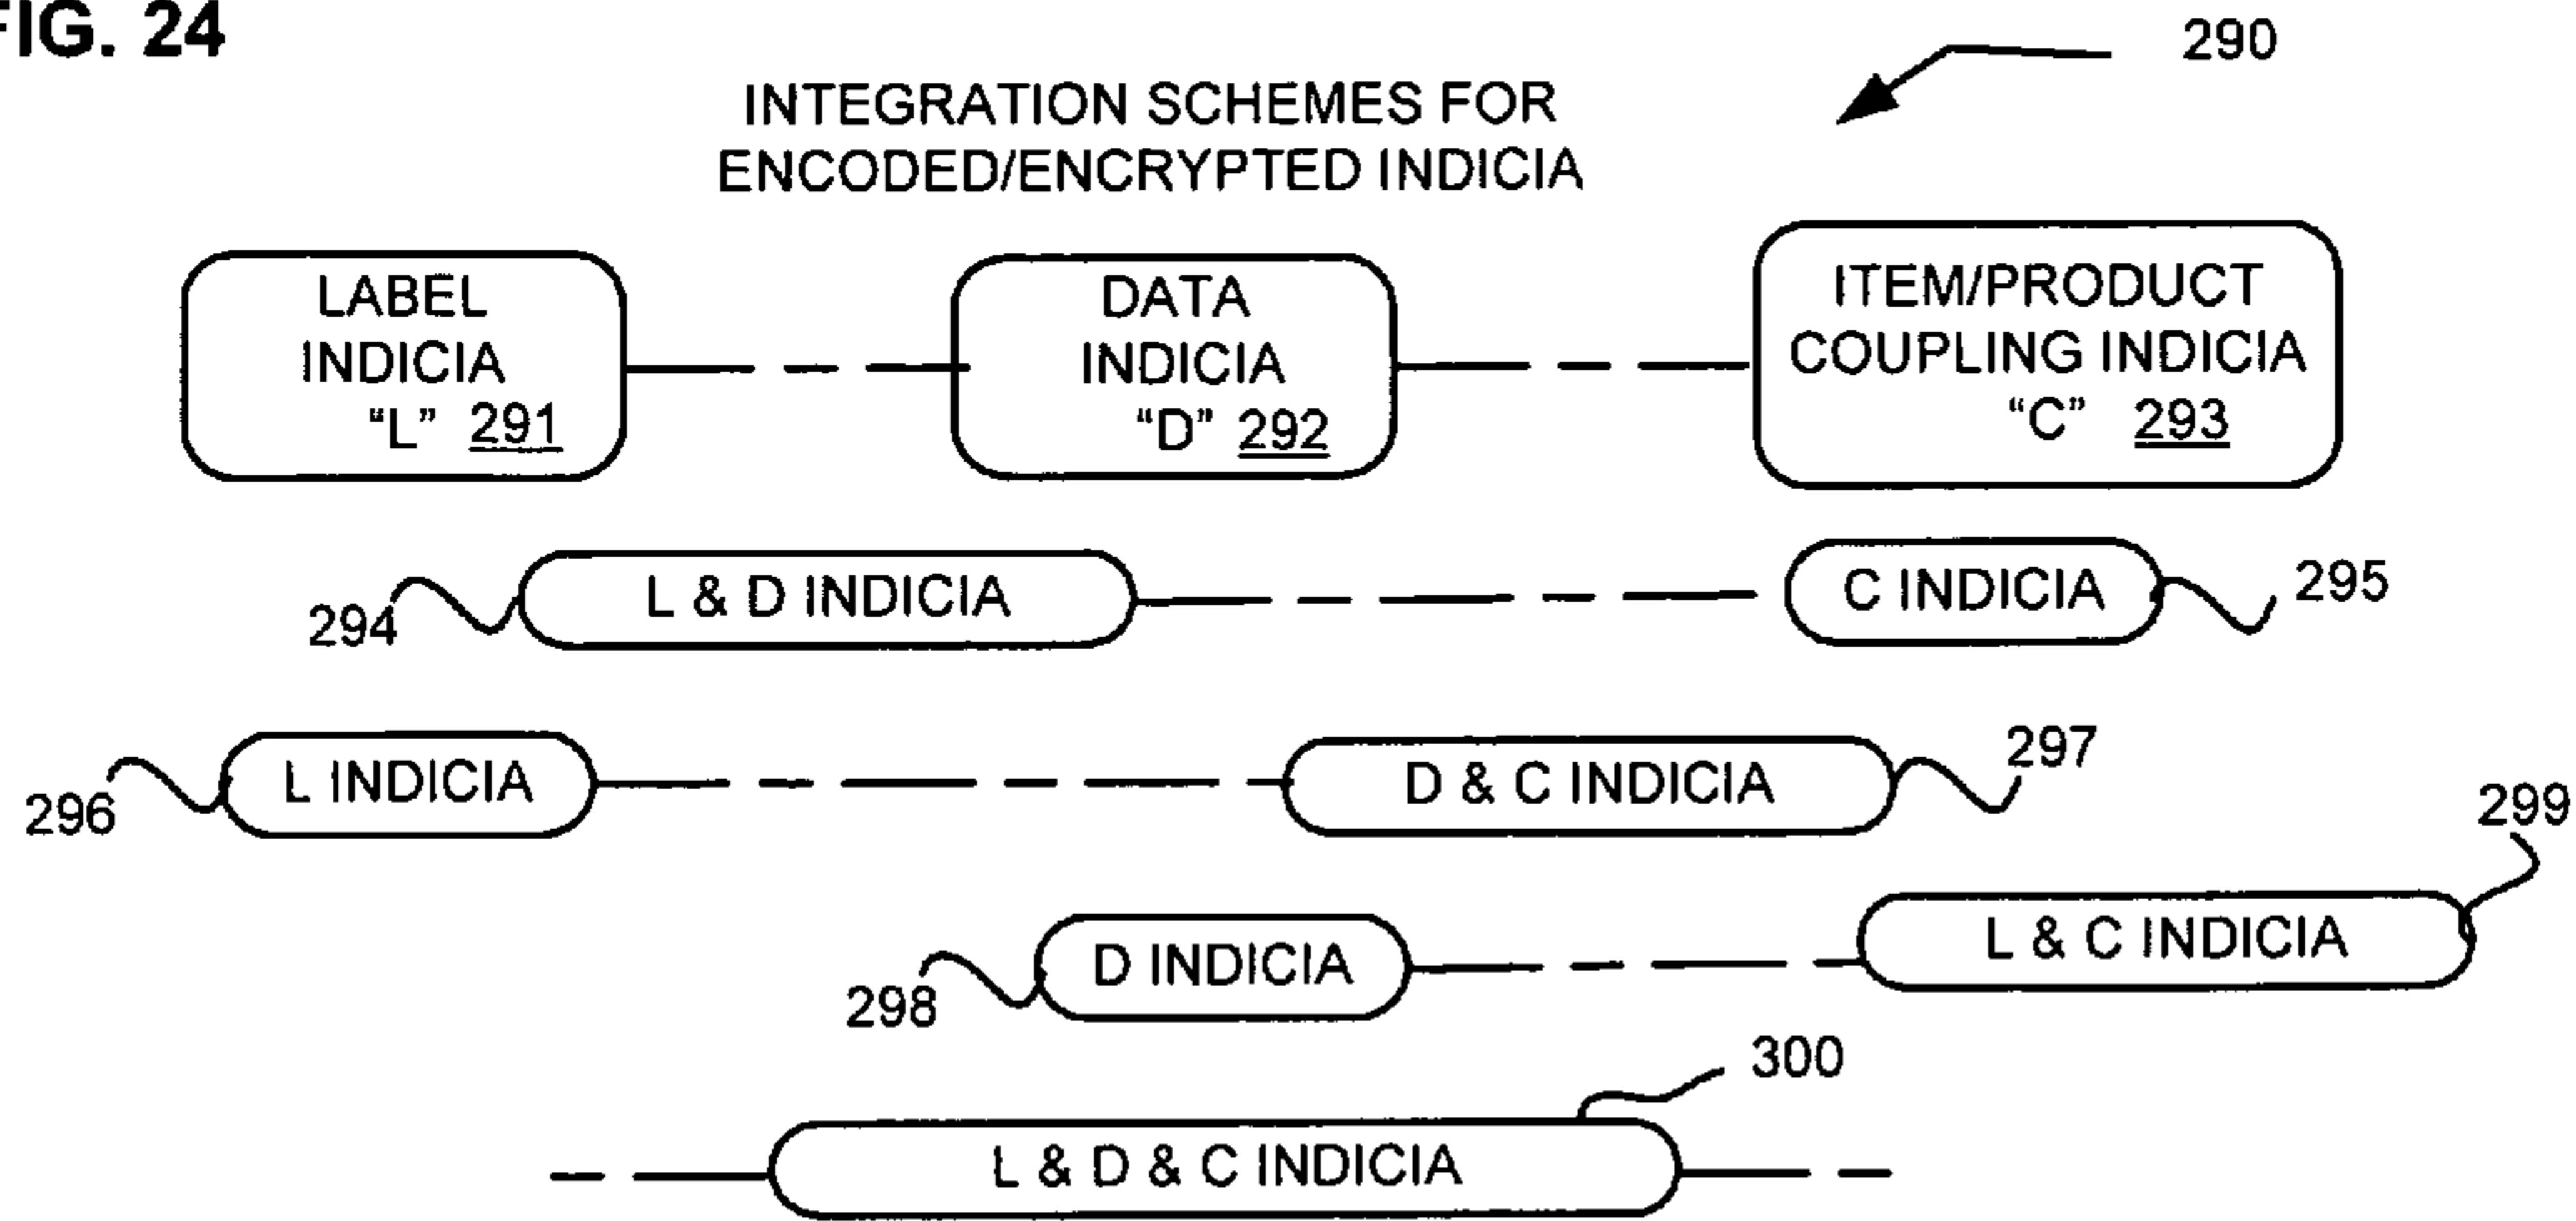 FIG. 24
290
INTEGRATION SCHEMES FOR
ENCODED/ENCRYPTED INDICIA
LABEL
INDICIA
"L" 291
DATA
INDICIA
"D" 292
ITEM/PRODUCT
COUPLING INDICIA
"C" 293
294
L & D INDICIA
C INDICIA
295
296
L INDICIA
D & C INDICIA
297
298
D INDICIA
L & C INDICIA
299
300
L & D & C INDICIA